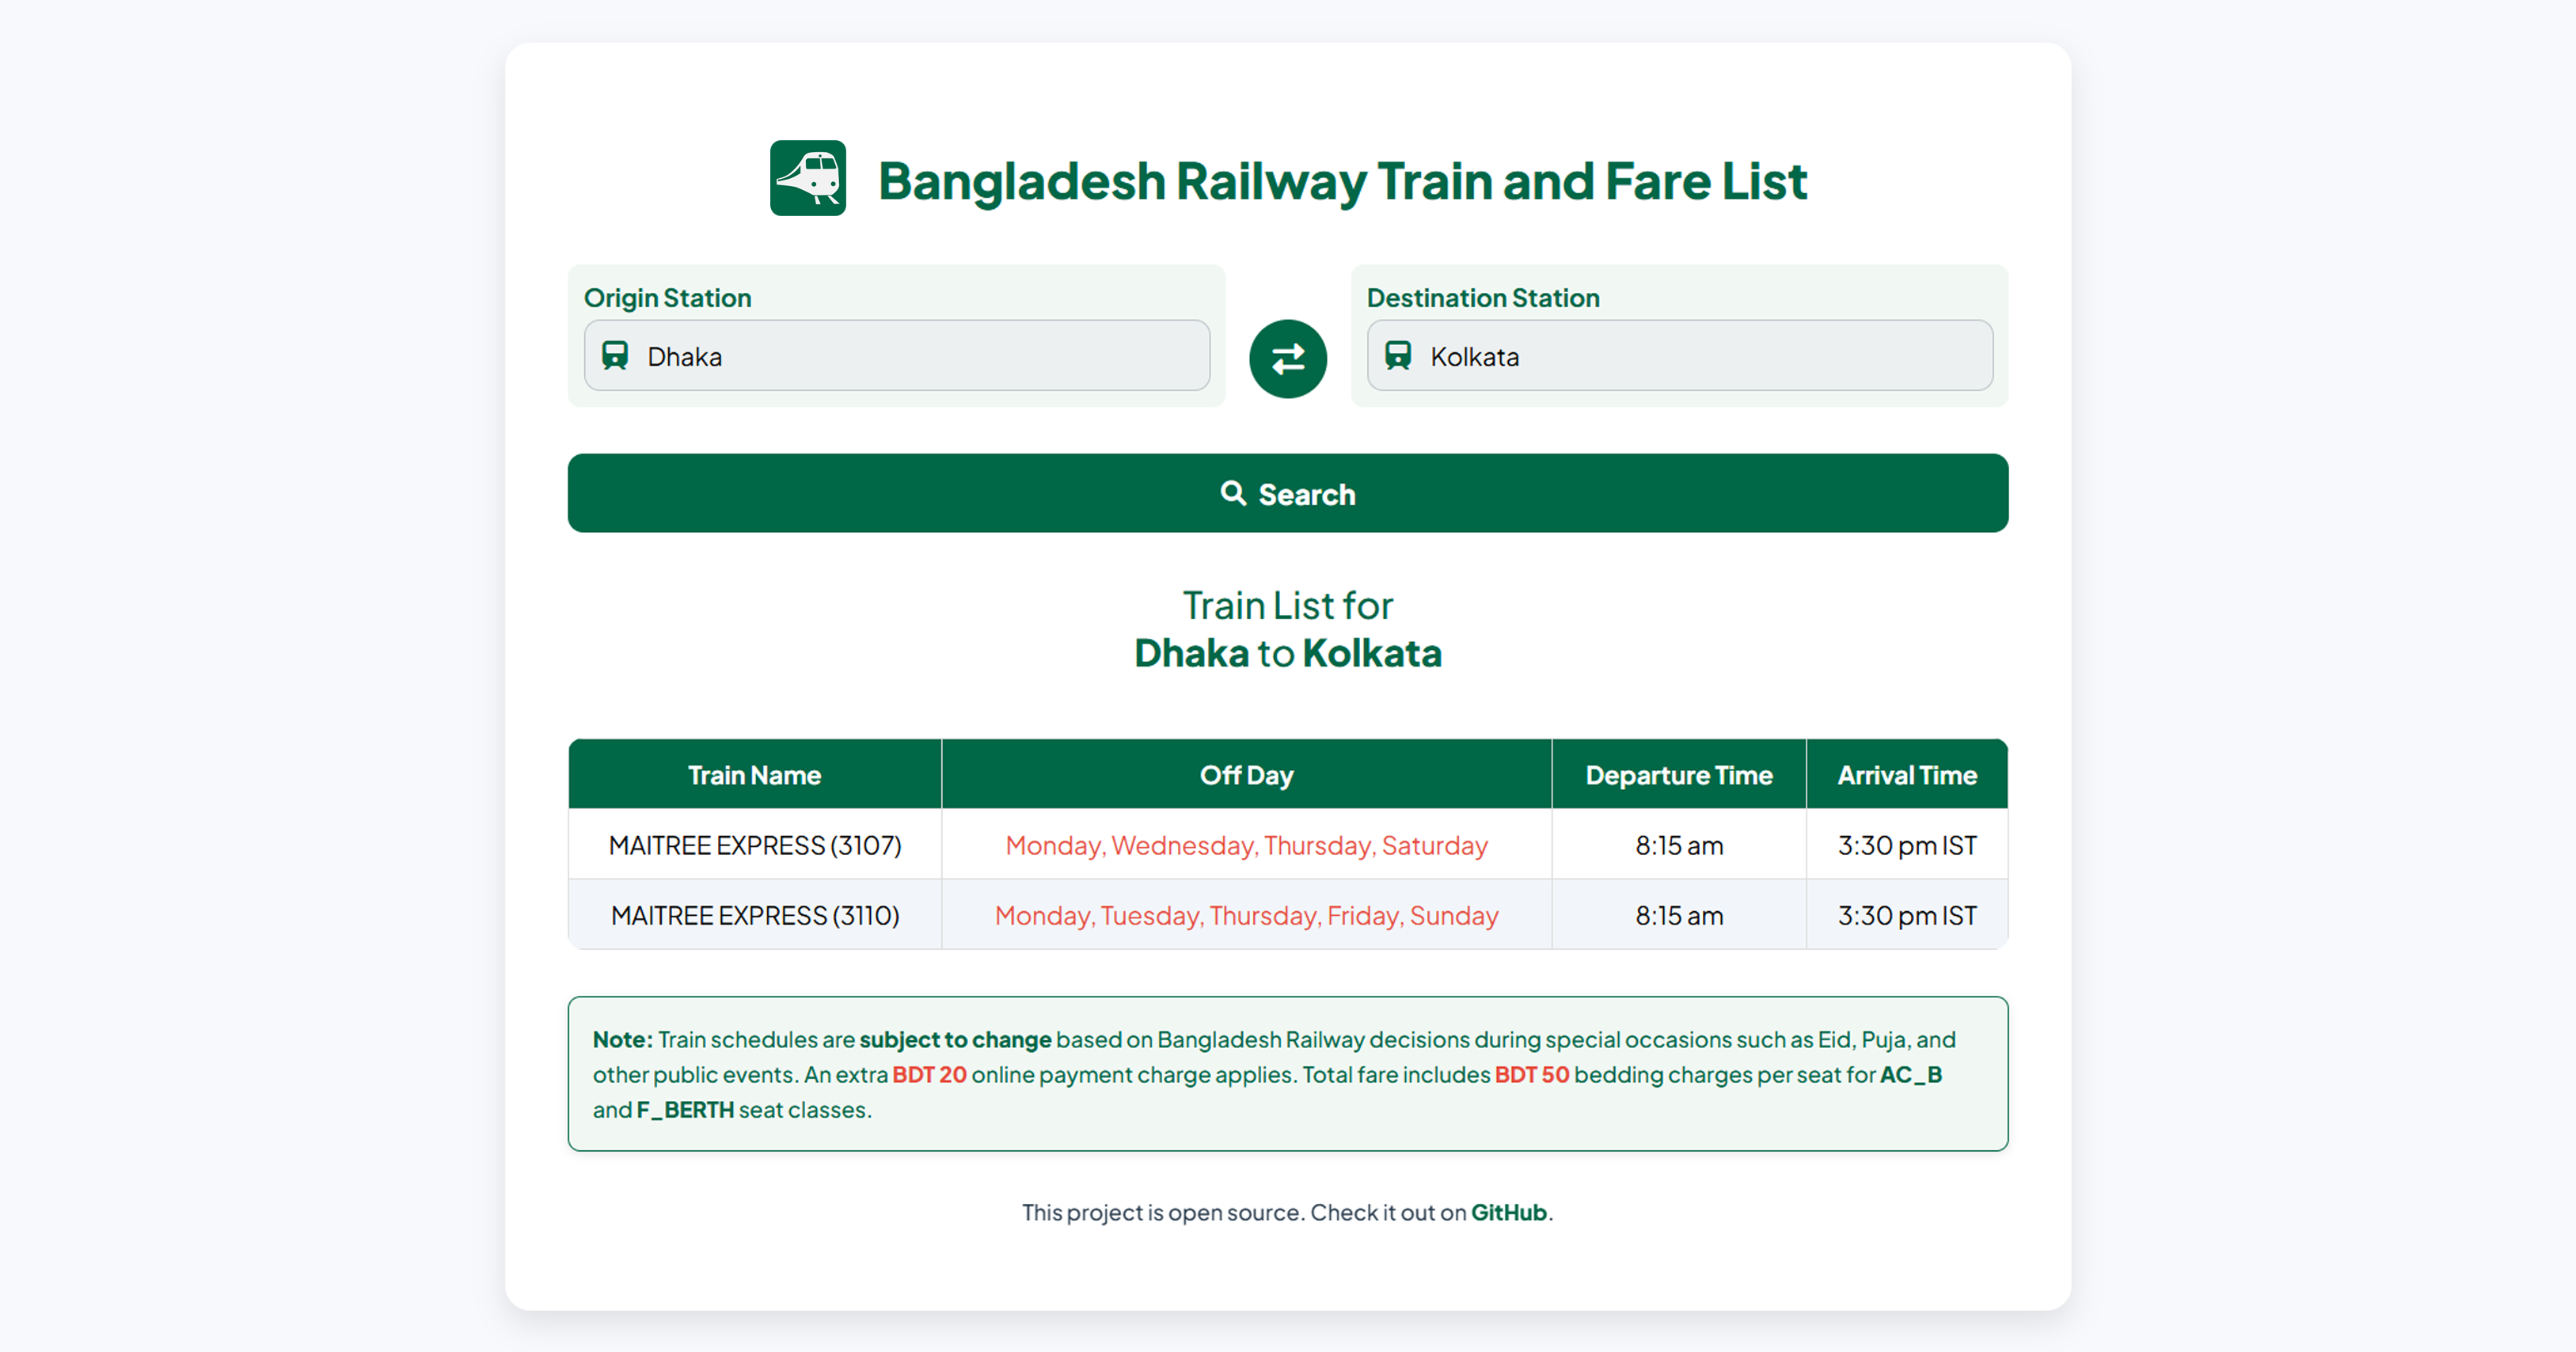 Bangladesh Railway Train and Fare List
Origin Station
Destination Station
Dhaka
Kolkata
Search
Train List for
Dhaka to Kolkata
Train Name Off Day Departure Time Arrival Time
MAITREE EXPRESS (3107) Monday, Wednesday, Thursday, Saturday 8:15 am 3:30 pm IST
MAITREE EXPRESS (3110) Monday, Tuesday, Thursday, Friday, Sunday 8:15 am 3:30 pm IST
Note: Train schedules are subject to change based on Bangladesh Railway decisions during special occasions such as Eid, Puja, and
other public events. An extra BDT 20 online payment charge applies. Total fare includes BDT 50 bedding charges per seat for AC_B
and F_BERTH seat classes.
This project is open source. Check it out on GitHub.